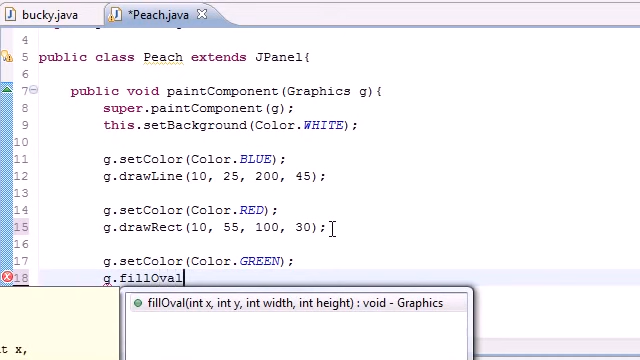 bucky.java *Peach.java
4
5 public class Peach extends JPanel{
6
7 public void paintComponent(Graphics g){
8 super.paintComponent(g);
9 this.setBackground(Color.WHITE);
10
11 g.setColor(Color.BLUE);
12 g.drawLine(10, 25, 200, 45);
13
14 g.setColor(Color.RED);
15 g.drawRect(10, 55, 100, 30);
16
17 g.setColor(Color.GREEN);
18 g.fillOval
fillOval(int x, int y, int width, int height) : void - Graphics
t x,